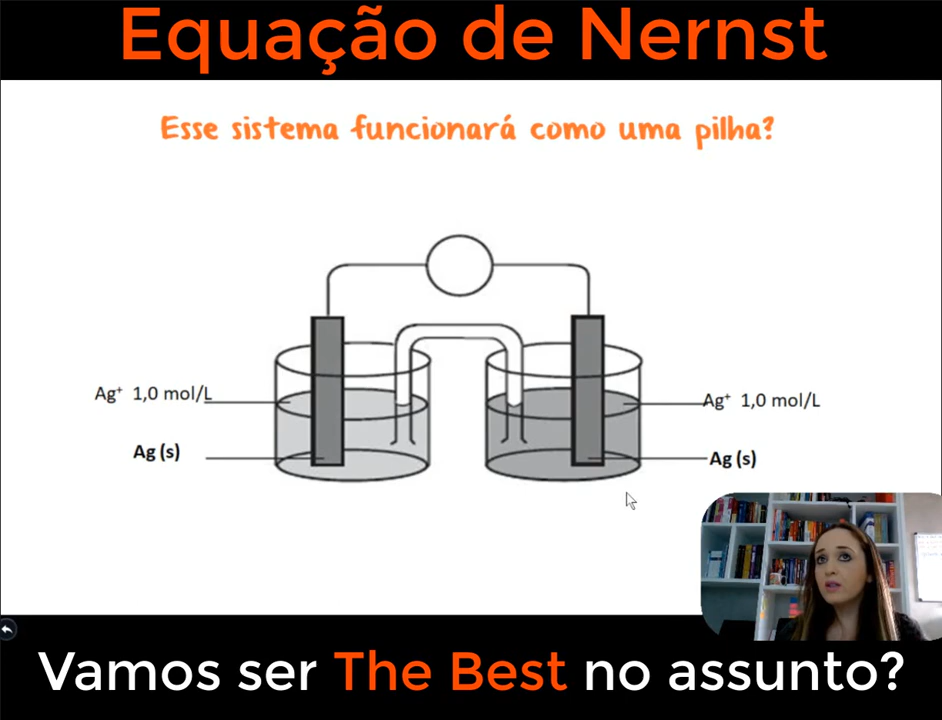 Equação de Nernst
Esse sistema funcionará como uma pilha?
Ag⁺ 1,0 mol/L
Ag⁺ 1,0 mol/L
Ag (s)
Ag (s)
Vamos ser The Best no assunto?